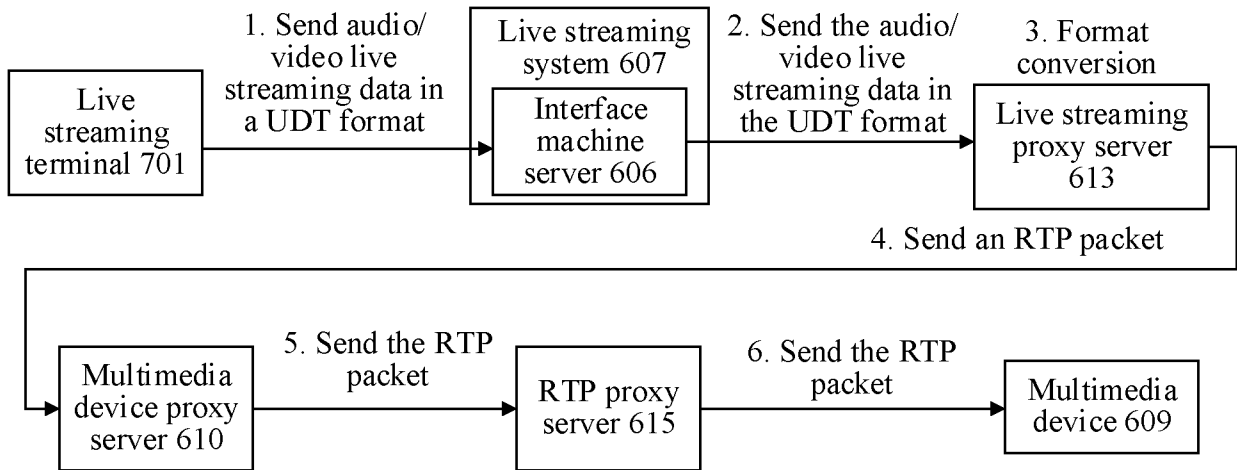 Live
streaming
terminal 701
1. Send audio/
video live
streaming data in
a UDT format
Live streaming
system 607
Interface
machine
server 606
2. Send the audio/
video live
streaming data in
the UDT format
3. Format
conversion
Live streaming
proxy server
613
4. Send an RTP packet
Multimedia
device proxy
server 610
5. Send the RTP
packet
RTP proxy
server 615
6. Send the RTP
packet
Multimedia
device 609